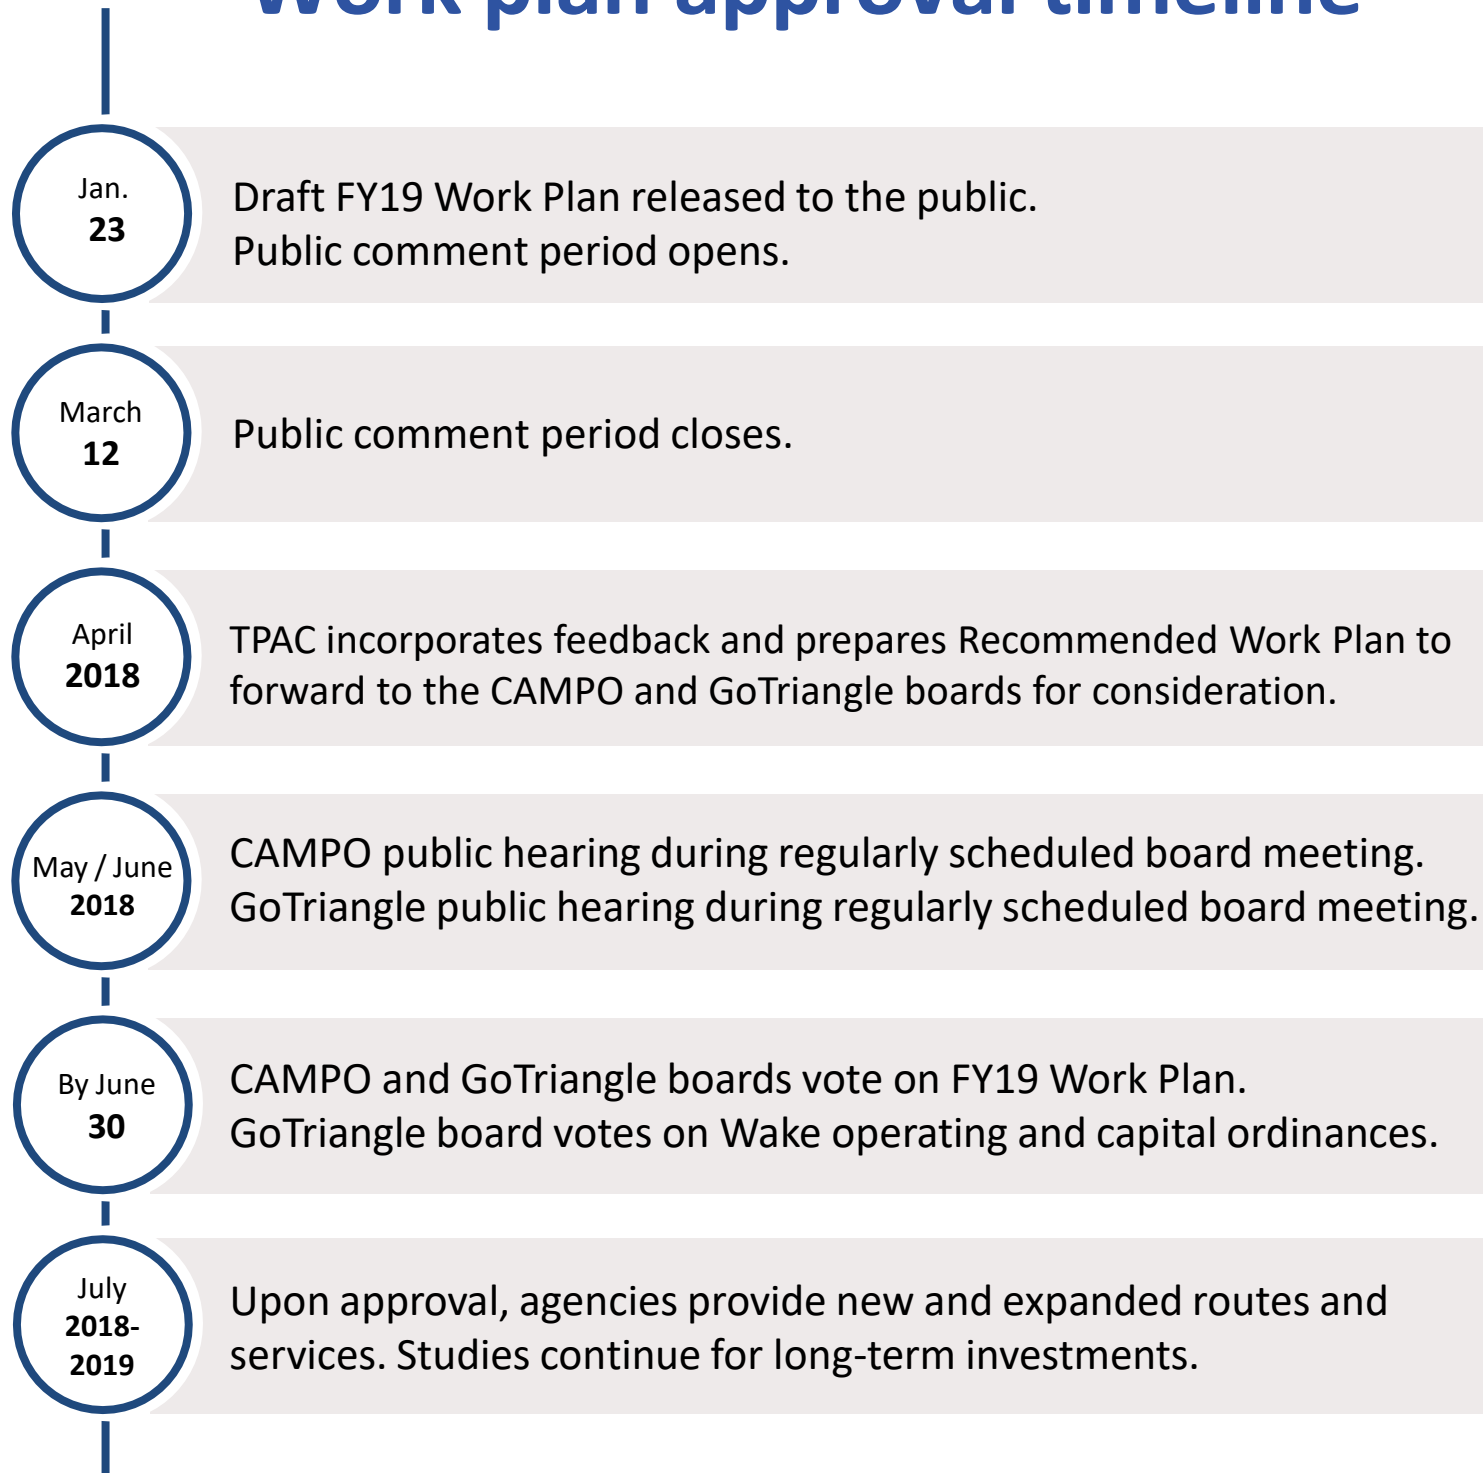 Work plan approval timeline
Jan.
23
Draft FY19 Work Plan released to the public.
Public comment period opens.
March
12
Public comment period closes.
April
2018
TPAC incorporates feedback and prepares Recommended Work Plan to
forward to the CAMPO and GoTriangle boards for consideration.
May / June
2018
CAMPO public hearing during regularly scheduled board meeting.
GoTriangle public hearing during regularly scheduled board meeting.
By June
30
CAMPO and GoTriangle boards vote on FY19 Work Plan.
GoTriangle board votes on Wake operating and capital ordinances.
July
2018-
2019
Upon approval, agencies provide new and expanded routes and
services. Studies continue for long-term investments.